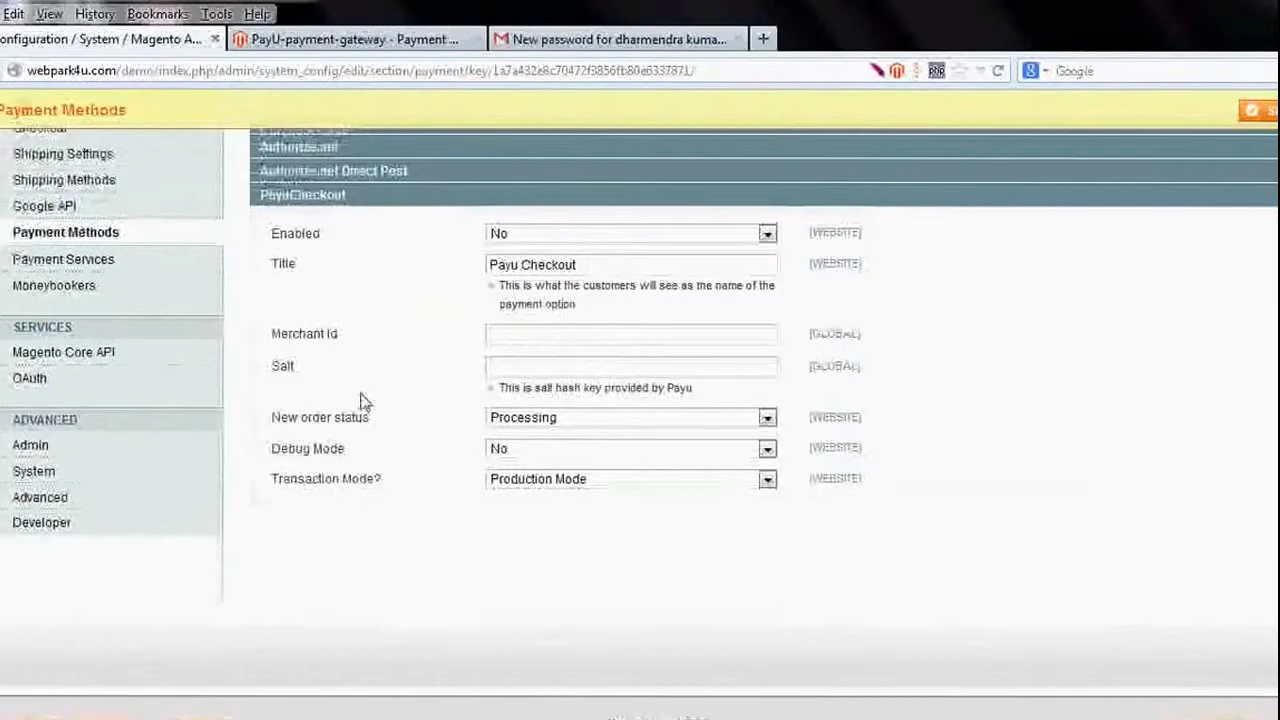 Edit View History Bookmarks Tools Help
onfiguration / System / Magento A... × PayU-payment-gateway - Payment ... × New password for dharmendra kuma... × +
webpark4u.com/demo/index.php/admin/system_config/edit/section/payment/key/1a7a432e8c70472f3856fb80e6337871/ Google
Payment Methods
Shipping Settings
Shipping Methods
Google API
Payment Methods
Payment Services
Moneybookers
SERVICES
Magento Core API
OAuth
ADVANCED
Admin
System
Advanced
Developer
Authorize.net
Authorize.net Direct Post
PayuCheckout
Enabled No [WEBSITE]
Title Payu Checkout [WEBSITE]
This is what the customers will see as the name of the
payment option
Merchant Id [GLOBAL]
Salt [GLOBAL]
This is salt hash key provided by Payu
New order status Processing [WEBSITE]
Debug Mode No [WEBSITE]
Transaction Mode? Production Mode [WEBSITE]